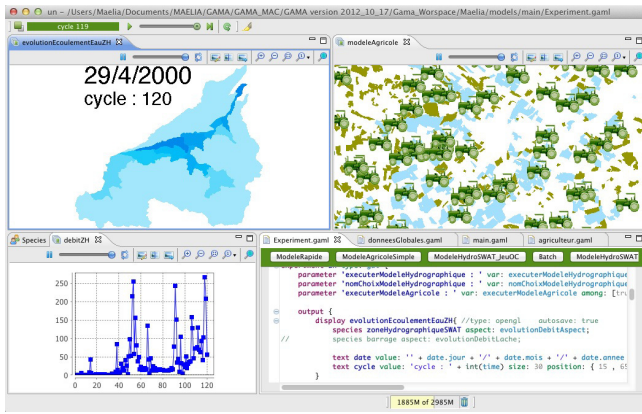 un - /Users/Maelia/Documents/MAELIA/GAMA/GAMA_MAC/GAMA version 2012_10_17/Gama_Worspace/Maelia/models/main/Experiment.gaml
cycle 119
evolutionEcoulementEauZH
modeleAgricole
29/4/2000
cycle : 120
Species
debitZH
250
200
150
100
50
0
0 20 40 60 80 100 120
Experiment.gaml
donneesGlobales.gaml
main.gaml
agriculteur.gaml
ModeleRapide
ModeleAgricoleSimple
ModeleHydroSWAT_JeuOC
Batch
ModeleHydroSWAT
parameter 'executerModeleHydrographique : ' var: executerModeleHydrographique
parameter 'nomChoixModeleHydrographique : ' var: nomChoixModeleHydrographique
parameter 'executerModeleAgricole : ' var: executerModeleAgricole among: [tru
output {
display evolutionEcoulementEauZH{ //type: opengl autosave: true
species zoneHydrographiqueSWAT aspect: evolutionDebitAspect;
// species barrage aspect: evolutionDebitLache;
text date value: '' + date.jour + '/' + date.mois + '/' + date.annee
text cycle value: 'cycle : ' + int(time) size: 30 position: { 15 , 65
}
1885M of 2985M